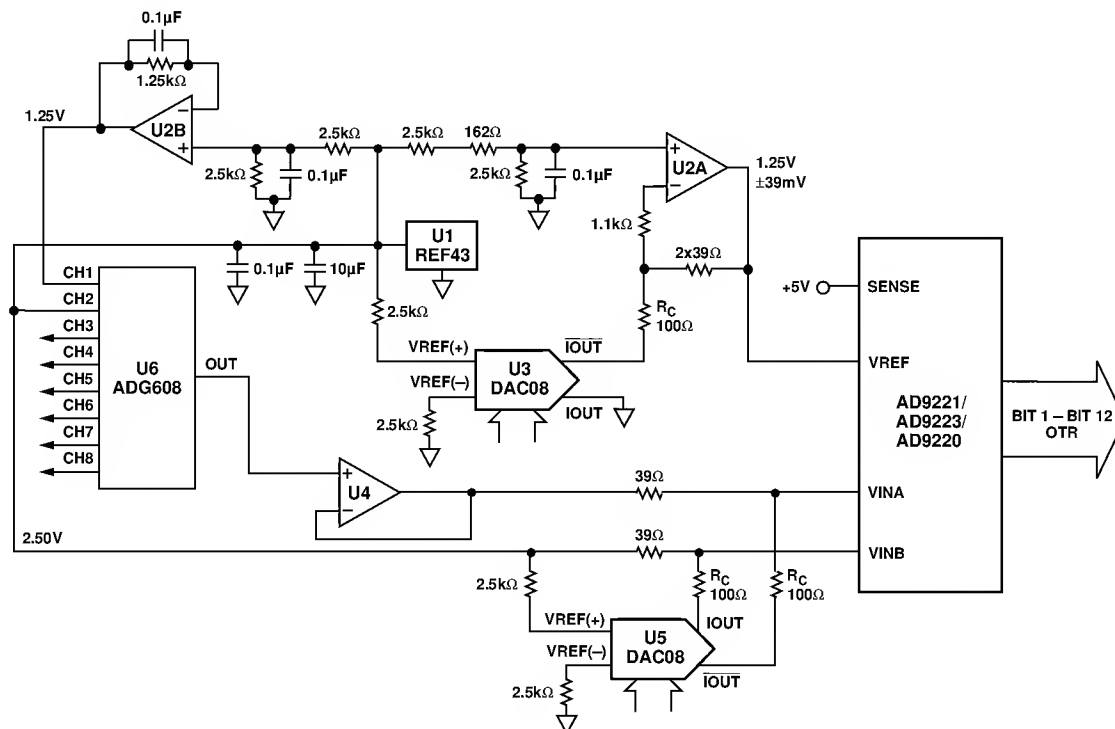 0.1µF
1.25kΩ
1.25V
U2B
–
+
2.5kΩ
2.5kΩ
162Ω
2.5kΩ
0.1µF
2.5kΩ
0.1µF
+
–
U2A
1.25V
±39mV
1.1kΩ
2x39Ω
U1
REF43
0.1µF
10µF
2.5kΩ
RC
100Ω
+5V
SENSE
VREF
AD9221/
AD9223/
AD9220
BIT 1 – BIT 12
OTR
VINA
VINB
CH1
CH2
CH3
CH4
CH5
CH6
CH7
CH8
U6
ADG608
OUT
VREF(+)
VREF(–)
U3
DAC08
IOUT
IOUT
2.5kΩ
+
–
U4
39Ω
2.50V
39Ω
2.5kΩ
RC
100Ω
RC
100Ω
VREF(+)
VREF(–)
U5
DAC08
IOUT
IOUT
2.5kΩ